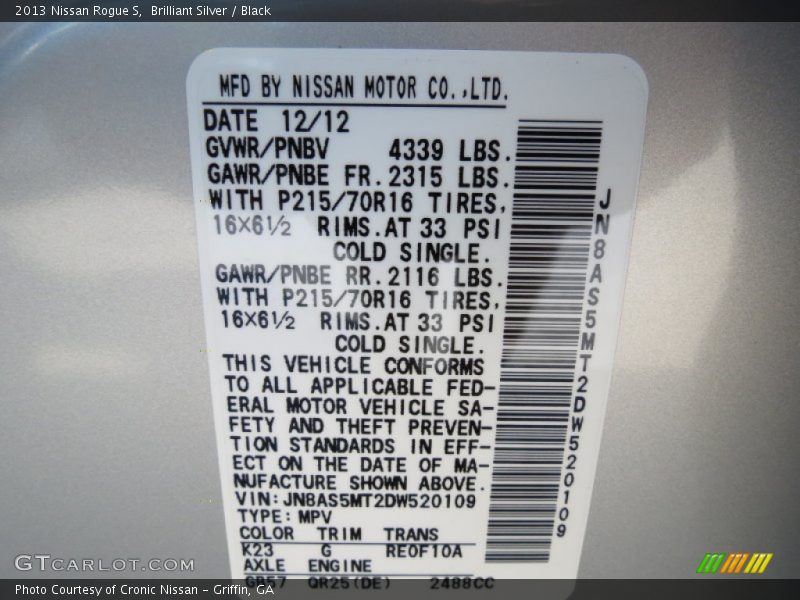 2013 Nissan Rogue S, Brilliant Silver / Black
MFD BY NISSAN MOTOR CO.,LTD.
DATE 12/12
GVWR/PNBV 4339 LBS.
GAWR/PNBE FR. 2315 LBS.
WITH P215/70R16 TIRES,
16×6½ RIMS. AT 33 PSI
COLD SINGLE.
GAWR/PNBE RR. 2116 LBS.
WITH P215/70R16 TIRES,
16×6½ RIMS. AT 33 PSI
COLD SINGLE.
THIS VEHICLE CONFORMS
TO ALL APPLICABLE FED-
ERAL MOTOR VEHICLE SA-
FETY AND THEFT PREVEN-
TION STANDARDS IN EFF-
ECT ON THE DATE OF MA-
NUFACTURE SHOWN ABOVE.
VIN: JN8AS5MT2DW520109
TYPE: MPV
COLOR TRIM TRANS
K23 G RE0F10A
AXLE ENGINE
GP57 QR25(DE) 2488CC
JN8AS5MT2DW520109
GTCARLOT.COM
Photo Courtesy of Cronic Nissan – Griffin, GA